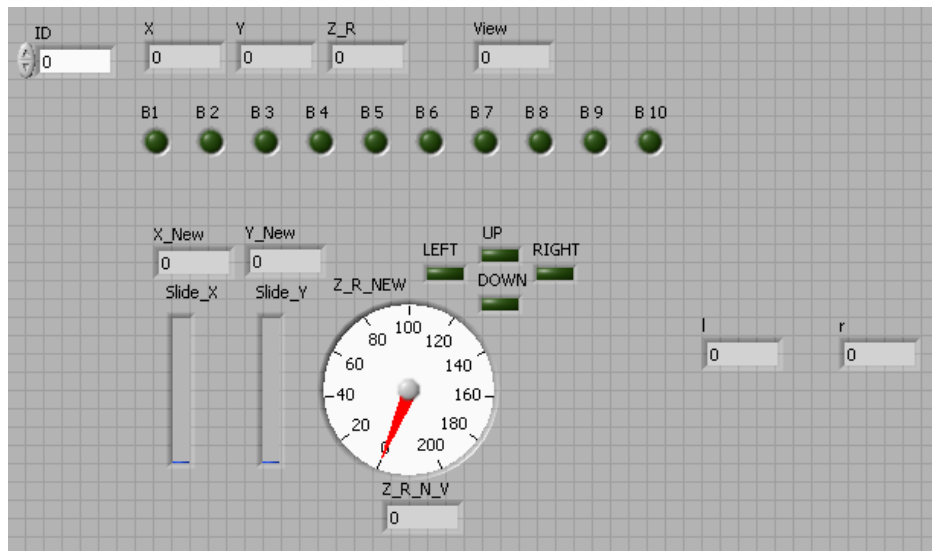 ID X Y Z_R View
0 0 0 0 0
B1 B 2 B 3 B 4 B 5 B 6 B 7 B 8 B 9 B 10
X_New Y_New UP
LEFT RIGHT
0 0
DOWN
Slide_X Slide_Y Z_R_NEW
100
80 120
60 140
40 160
20 180
0 200
l r
0 0
Z_R_N_V
0